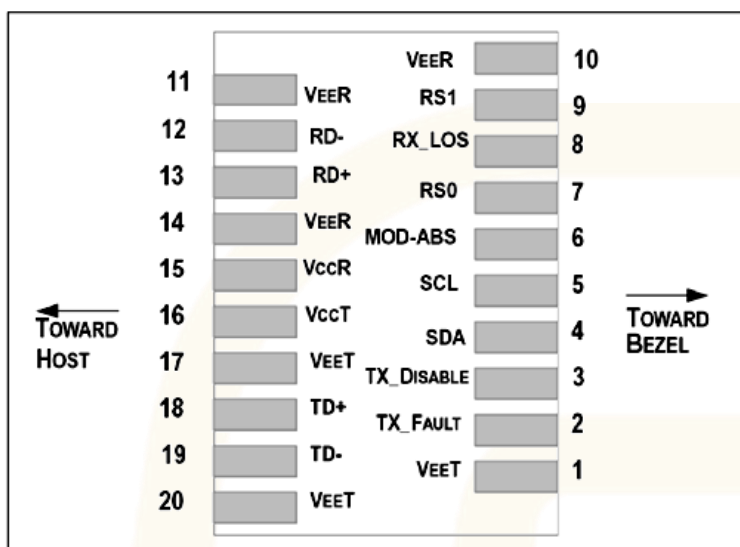 VEER 10
11 VEER
RS1 9
12 RD-
RX_LOS 8
13 RD+
RS0 7
14 VEER
MOD-ABS 6
15 VCCR
SCL 5
16 VCCT
TOWARD HOST
SDA 4
TOWARD BEZEL
17 VEET
TX_DISABLE 3
18 TD+
TX_FAULT 2
19 TD-
VEET 1
20 VEET